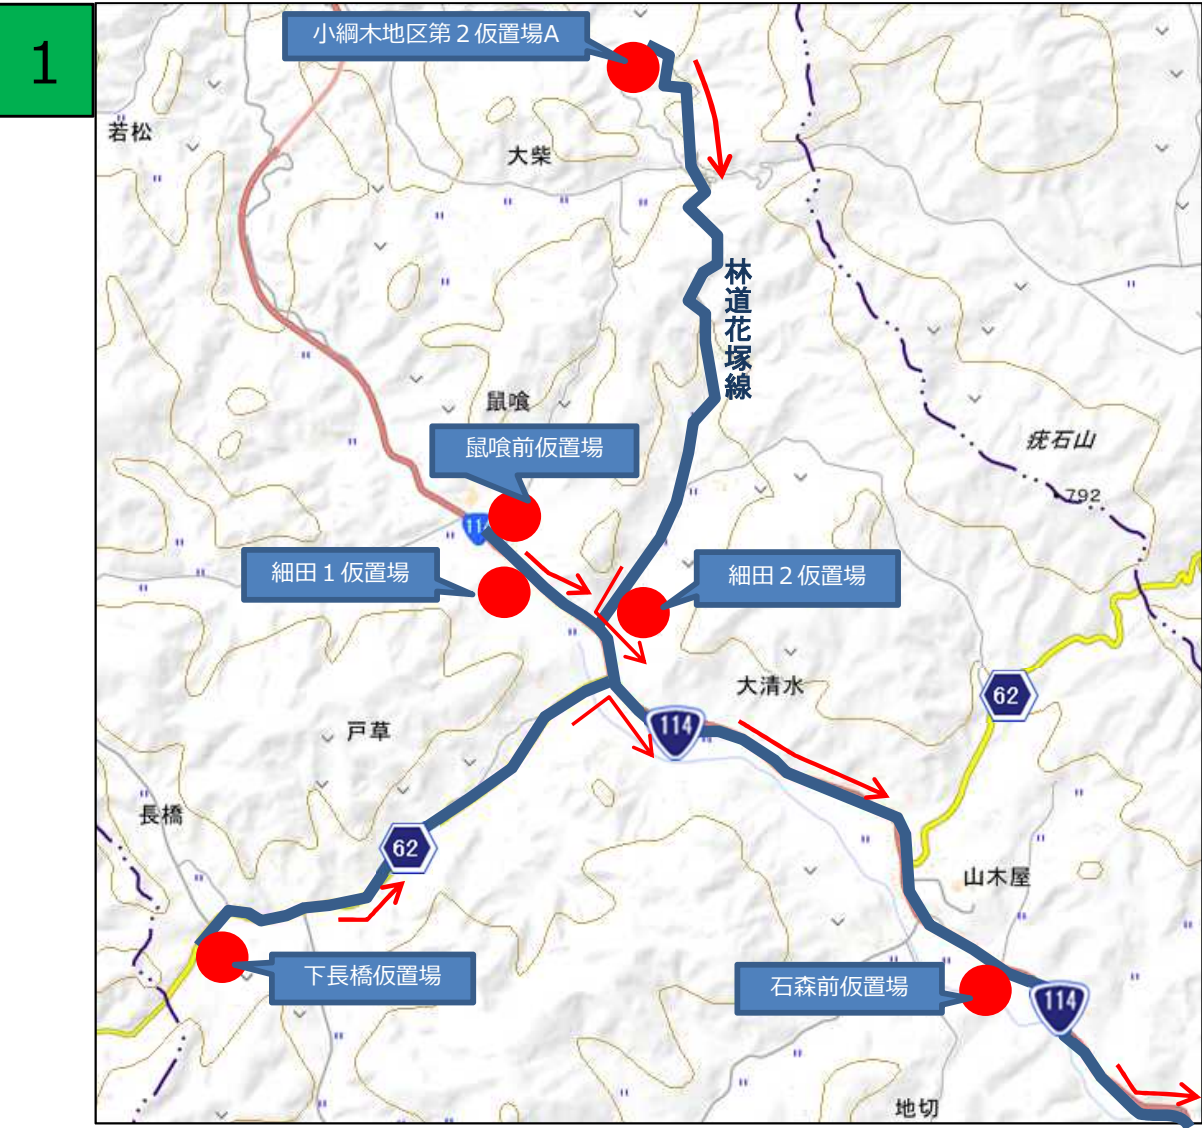 1
小綱木地区第２仮置場A
若松
大柴
林道花塚線
鼠喰
鼠喰前仮置場
疣石山
792
114
細田１仮置場
細田２仮置場
大清水
62
戸草
114
長橋
62
山木屋
下長橋仮置場
石森前仮置場
114
地切